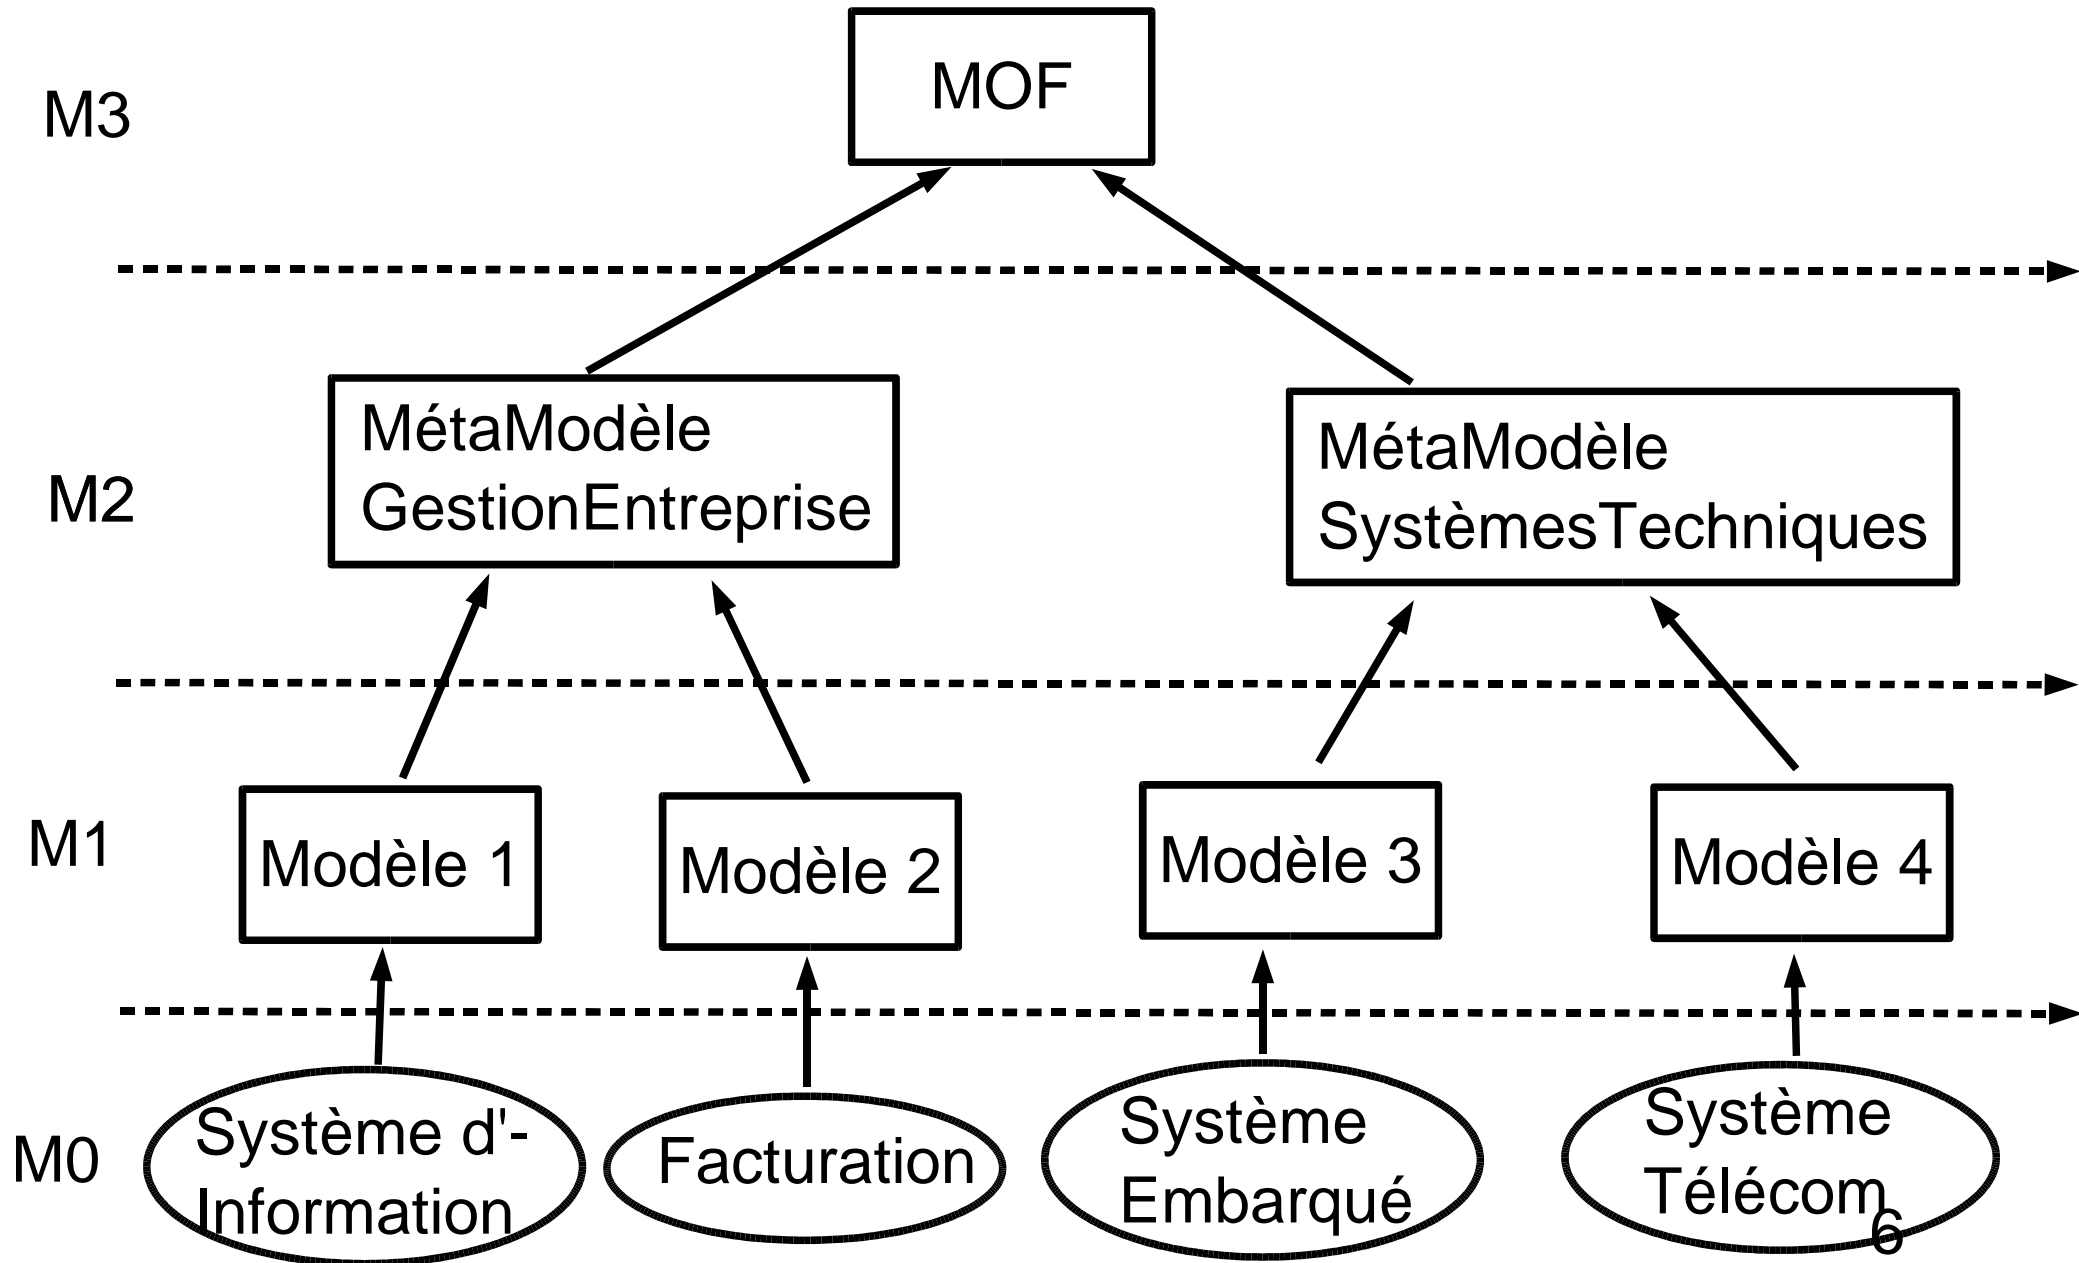 MOF
M3
MétaModèle
GestionEntreprise
MétaModèle
SystèmesTechniques
M2
M1
Modèle 1
Modèle 2
Modèle 3
Modèle 4
M0
Système d'-
Information
Facturation
Système
Embarqué
Système
Télécom
6